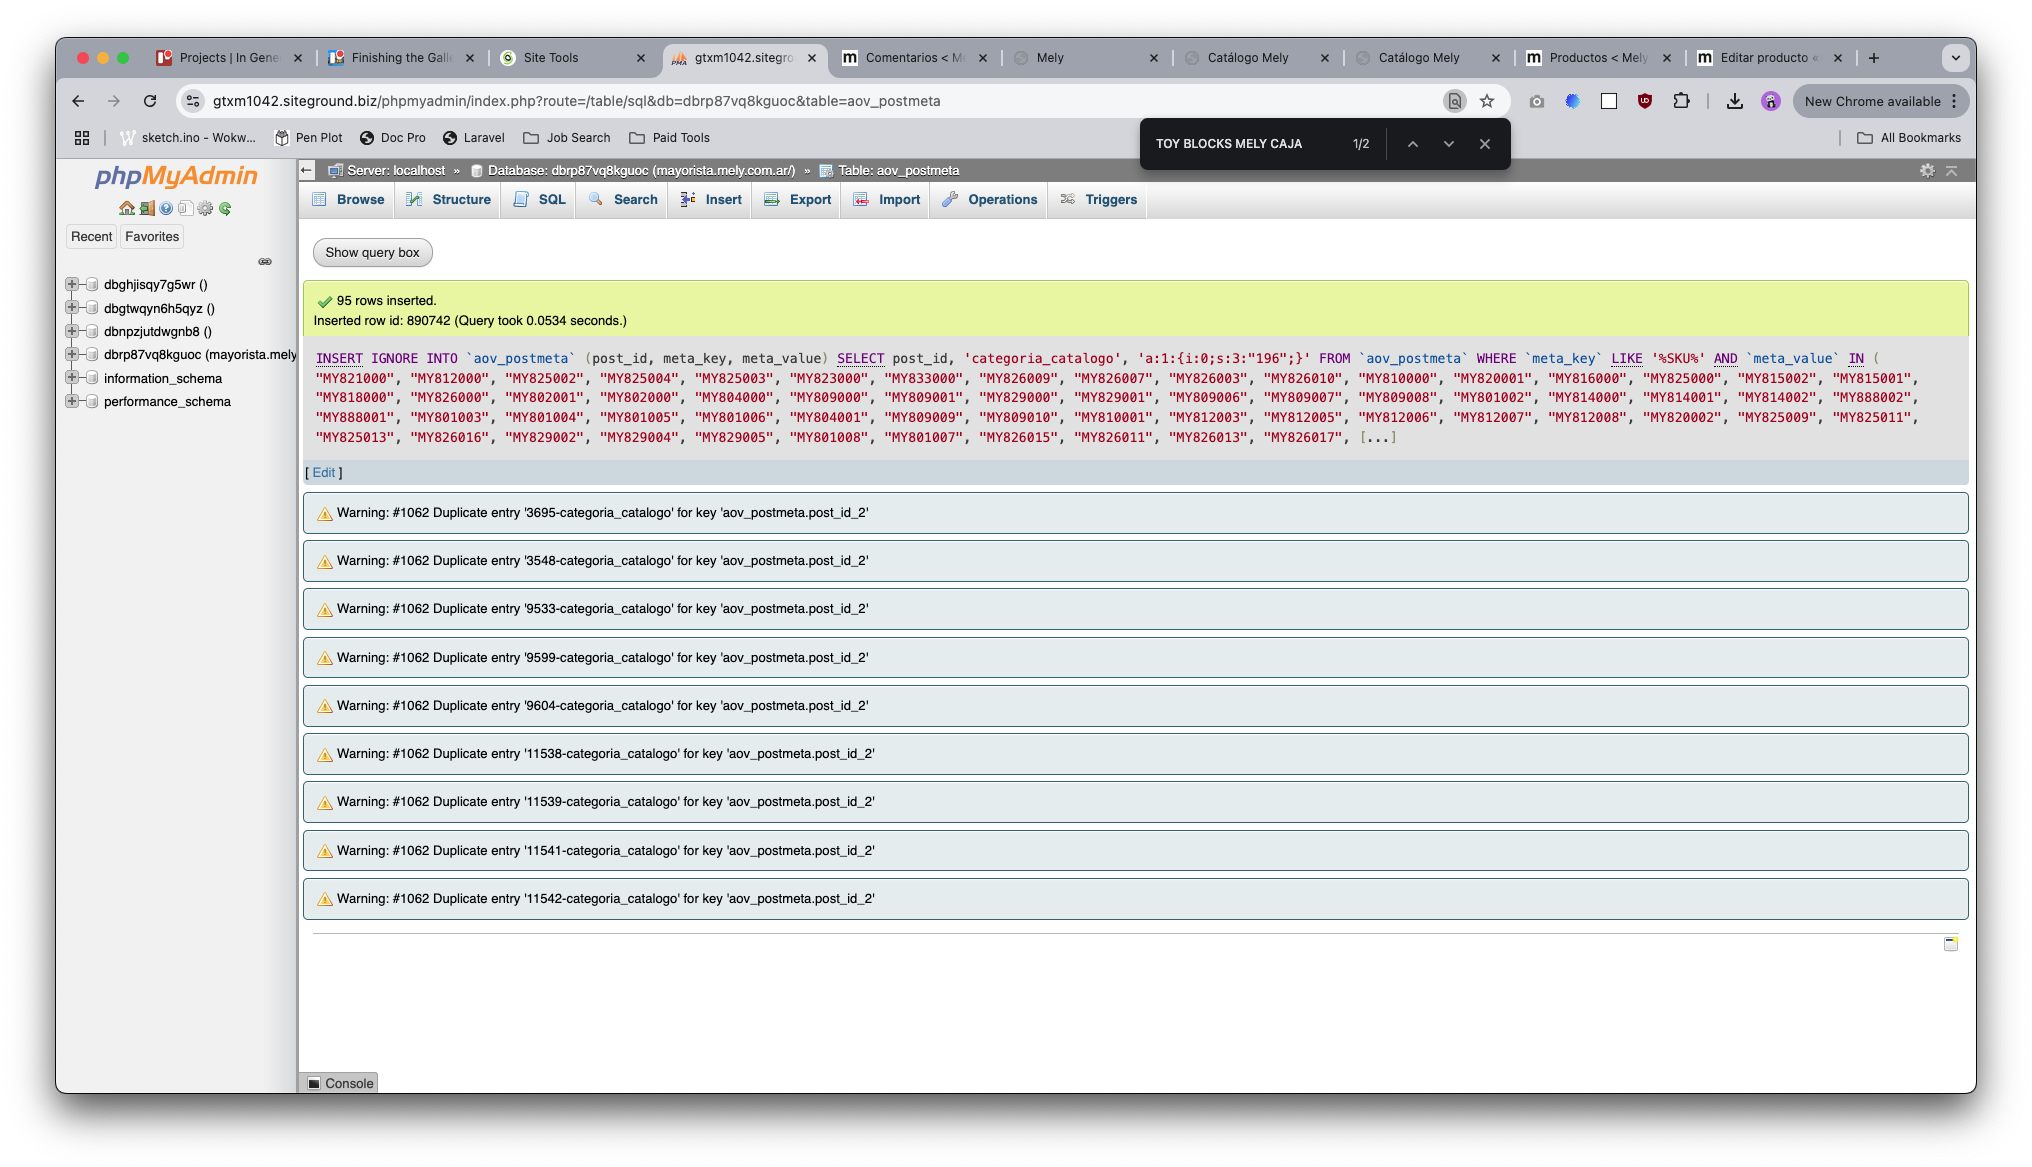 Projects | In Gene
Finishing the Galle
Site Tools
gtxm1042.sitegro
Comentarios < M
Mely
Catálogo Mely
Catálogo Mely
Productos < Mely
Editar producto «
gtxm1042.siteground.biz/phpmyadmin/index.php?route=/table/sql&db=dbrp87vq8kguoc&table=aov_postmeta
New Chrome available
sketch.ino - Wokw...
Pen Plot
Doc Pro
Laravel
Job Search
Paid Tools
All Bookmarks
TOY BLOCKS MELY CAJA 1/2
phpMyAdmin
Recent Favorites
dbghjisqy7g5wr ()
dbgtwqyn6h5qyz ()
dbnpzjutdwgnb8 ()
dbrp87vq8kguoc (mayorista.mely
information_schema
performance_schema
Server: localhost » Database: dbrp87vq8kguoc (mayorista.mely.com.ar/) » Table: aov_postmeta
Browse Structure SQL Search Insert Export Import Operations Triggers
Show query box
95 rows inserted.
Inserted row id: 890742 (Query took 0.0534 seconds.)
INSERT IGNORE INTO `aov_postmeta` (post_id, meta_key, meta_value) SELECT post_id, 'categoria_catalogo', 'a:1:{i:0;s:3:"196";}' FROM `aov_postmeta` WHERE `meta_key` LIKE '%SKU%' AND `meta_value` IN (
"MY821000", "MY812000", "MY825002", "MY825004", "MY825003", "MY823000", "MY833000", "MY826009", "MY826007", "MY826003", "MY826010", "MY810000", "MY820001", "MY816000", "MY825000", "MY815002", "MY815001",
"MY818000", "MY826000", "MY802001", "MY802000", "MY804000", "MY809000", "MY809001", "MY829000", "MY829001", "MY809006", "MY809007", "MY809008", "MY801002", "MY814000", "MY814001", "MY814002", "MY888002",
"MY888001", "MY801003", "MY801004", "MY801005", "MY801006", "MY804001", "MY809009", "MY809010", "MY810001", "MY812003", "MY812005", "MY812006", "MY812007", "MY812008", "MY820002", "MY825009", "MY825011",
"MY825013", "MY826016", "MY829002", "MY829004", "MY829005", "MY801008", "MY801007", "MY826015", "MY826011", "MY826013", "MY826017", [...]
[ Edit ]
Warning: #1062 Duplicate entry '3695-categoria_catalogo' for key 'aov_postmeta.post_id_2'
Warning: #1062 Duplicate entry '3548-categoria_catalogo' for key 'aov_postmeta.post_id_2'
Warning: #1062 Duplicate entry '9533-categoria_catalogo' for key 'aov_postmeta.post_id_2'
Warning: #1062 Duplicate entry '9599-categoria_catalogo' for key 'aov_postmeta.post_id_2'
Warning: #1062 Duplicate entry '9604-categoria_catalogo' for key 'aov_postmeta.post_id_2'
Warning: #1062 Duplicate entry '11538-categoria_catalogo' for key 'aov_postmeta.post_id_2'
Warning: #1062 Duplicate entry '11539-categoria_catalogo' for key 'aov_postmeta.post_id_2'
Warning: #1062 Duplicate entry '11541-categoria_catalogo' for key 'aov_postmeta.post_id_2'
Warning: #1062 Duplicate entry '11542-categoria_catalogo' for key 'aov_postmeta.post_id_2'
Console